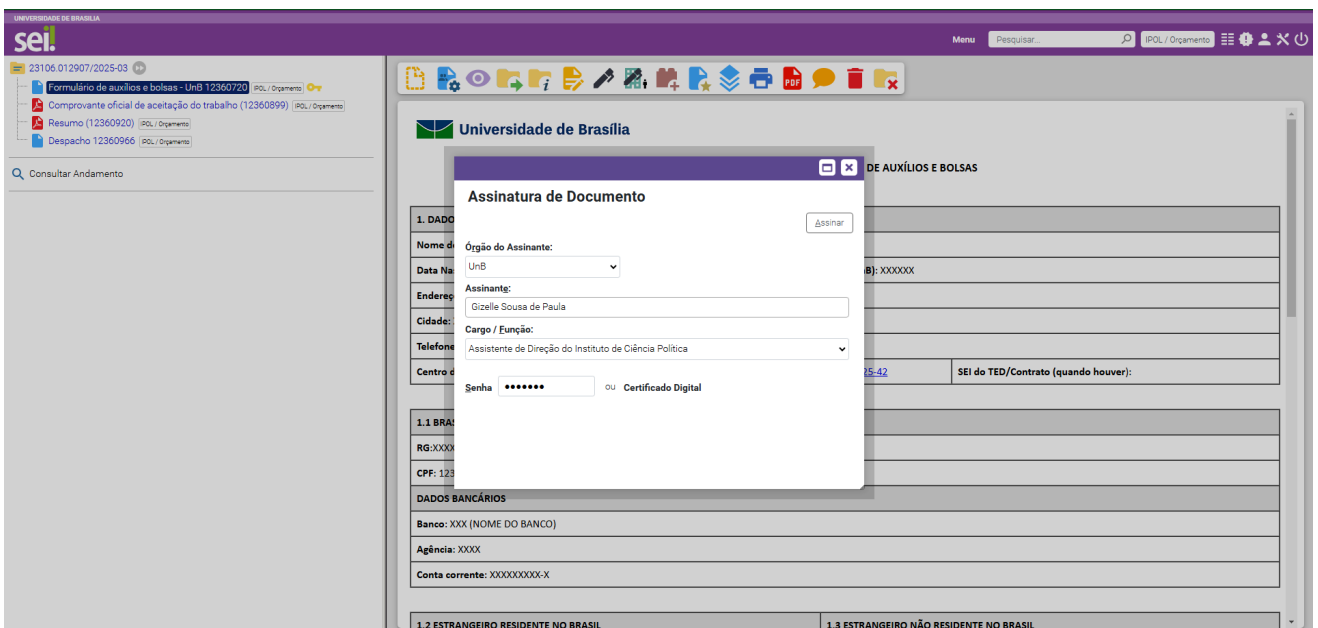 UNIVERSIDADE DE BRASILIA
sei!
Menu Pesquisar... IPOL / Orçamento
23106.012907/2025-03
Formulário de auxílios e bolsas - UnB 12360720 IPOL / Orçamento
Comprovante oficial de aceitação do trabalho (12360899) IPOL / Orçamento
Resumo (12360920) IPOL / Orçamento
Despacho 12360966 IPOL / Orçamento
Consultar Andamento
PDF
Universidade de Brasília
DE AUXÍLIOS E BOLSAS
Assinatura de Documento
Assinar
Órgão do Assinante:
UnB
Assinante:
Gizelle Sousa de Paula
Cargo / Função:
Assistente de Direção do Instituto de Ciência Política
Senha ••••••• ou Certificado Digital
1. DADO
Nome d
Data Na B): XXXXXX
Endereç
Cidade:
Telefone
Centro d 25-42 SEI do TED/Contrato (quando houver):
1.1 BRA
RG:XXXX
CPF: 123
DADOS BANCÁRIOS
Banco: XXX (NOME DO BANCO)
Agência: XXXX
Conta corrente: XXXXXXXXX-X
1.2 ESTRANGEIRO RESIDENTE NO BRASIL 1.3 ESTRANGEIRO NÃO RESIDENTE NO BRASIL